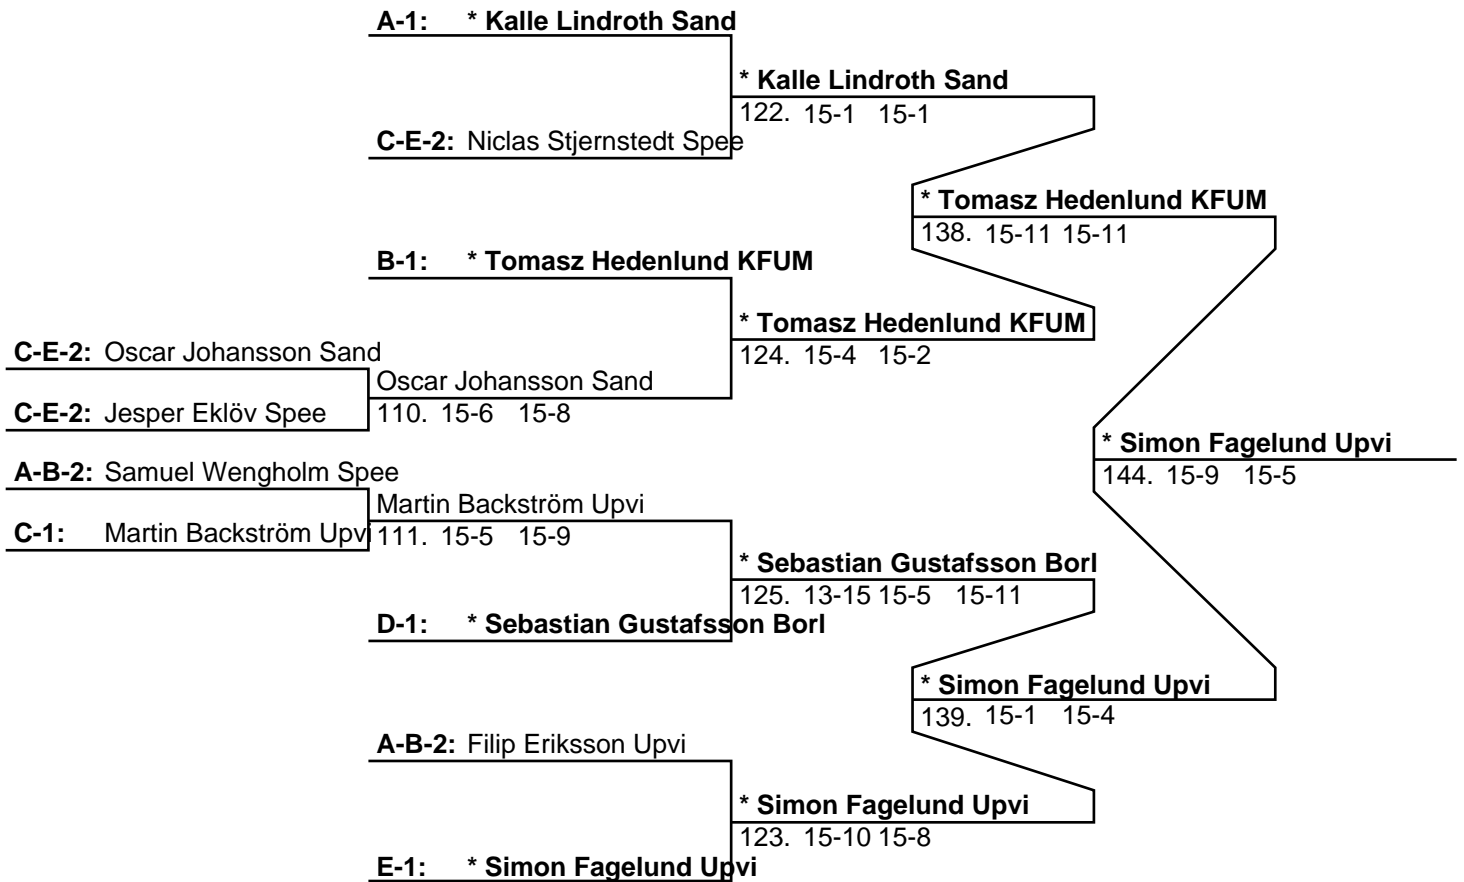 A-1: * Kalle Lindroth Sand
* Kalle Lindroth Sand
122. 15-1 15-1
C-E-2: Niclas Stjernstedt Spee
* Tomasz Hedenlund KFUM
138. 15-11 15-11
B-1: * Tomasz Hedenlund KFUM
* Tomasz Hedenlund KFUM
124. 15-4 15-2
C-E-2: Oscar Johansson Sand
Oscar Johansson Sand
110. 15-6 15-8
C-E-2: Jesper Eklöv Spee
* Simon Fagelund Upvi
144. 15-9 15-5
A-B-2: Samuel Wengholm Spee
Martin Backström Upvi
111. 15-5 15-9
C-1: Martin Backström Upvi
* Sebastian Gustafsson Borl
125. 13-15 15-5 15-11
D-1: * Sebastian Gustafsson Borl
* Simon Fagelund Upvi
139. 15-1 15-4
A-B-2: Filip Eriksson Upvi
* Simon Fagelund Upvi
123. 15-10 15-8
E-1: * Simon Fagelund Upvi